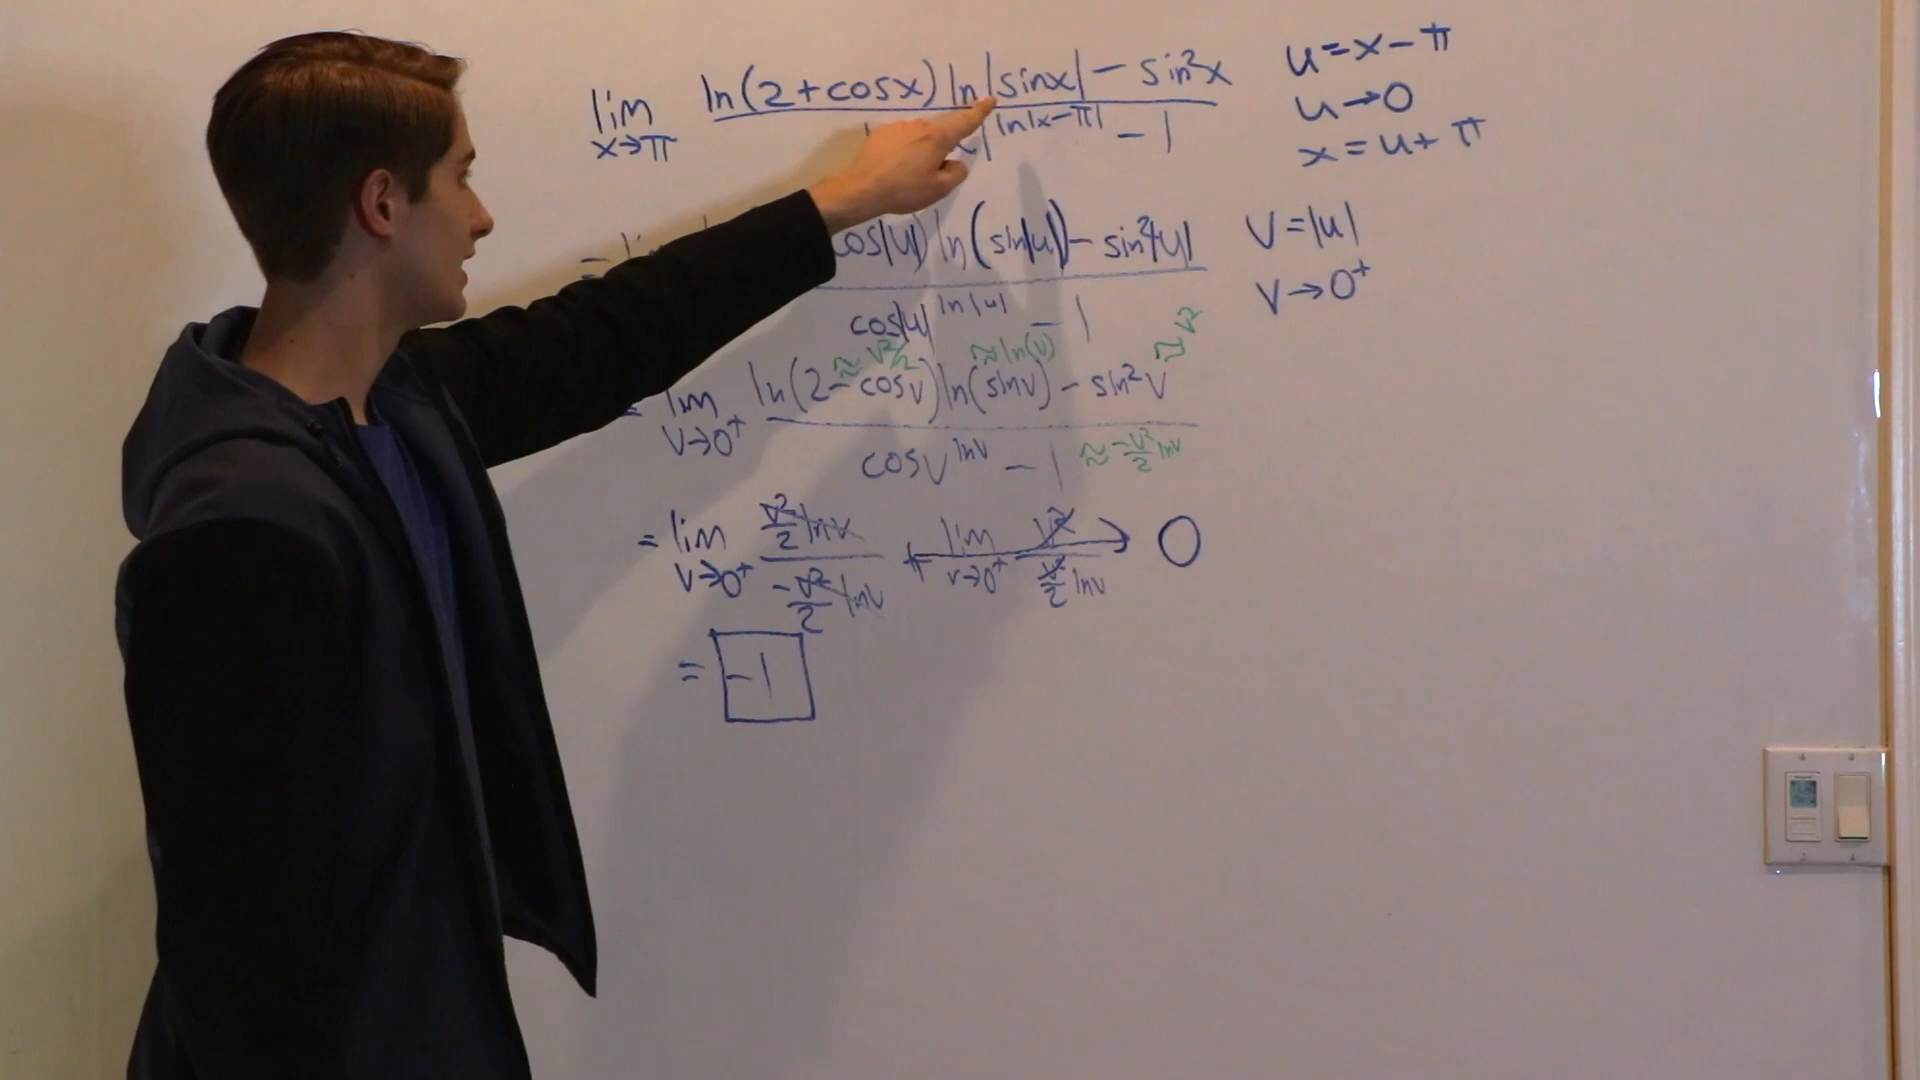 lim x→π ln(2+cosx) ln|sinx| − sin²x
|ln|x−π| − 1
u=x−π
u→0
x=u+π
= cos|u|) ln(sin|u|) − sin²|u|
cos|u|^ln|u| − 1
V=|u|
V→0⁺
≈ V²/2 ≈ ln(v) ≈ V²
= lim V→0⁺ ln(2−cosv) ln(sinv) − sin²V
cosV^lnV − 1 ≈ −V²/2 lnV
= lim V→0⁺ V²/2 lnV / −V²/2 lnV + lim V→0⁺ V² / V²/2 lnV → 0
= −1